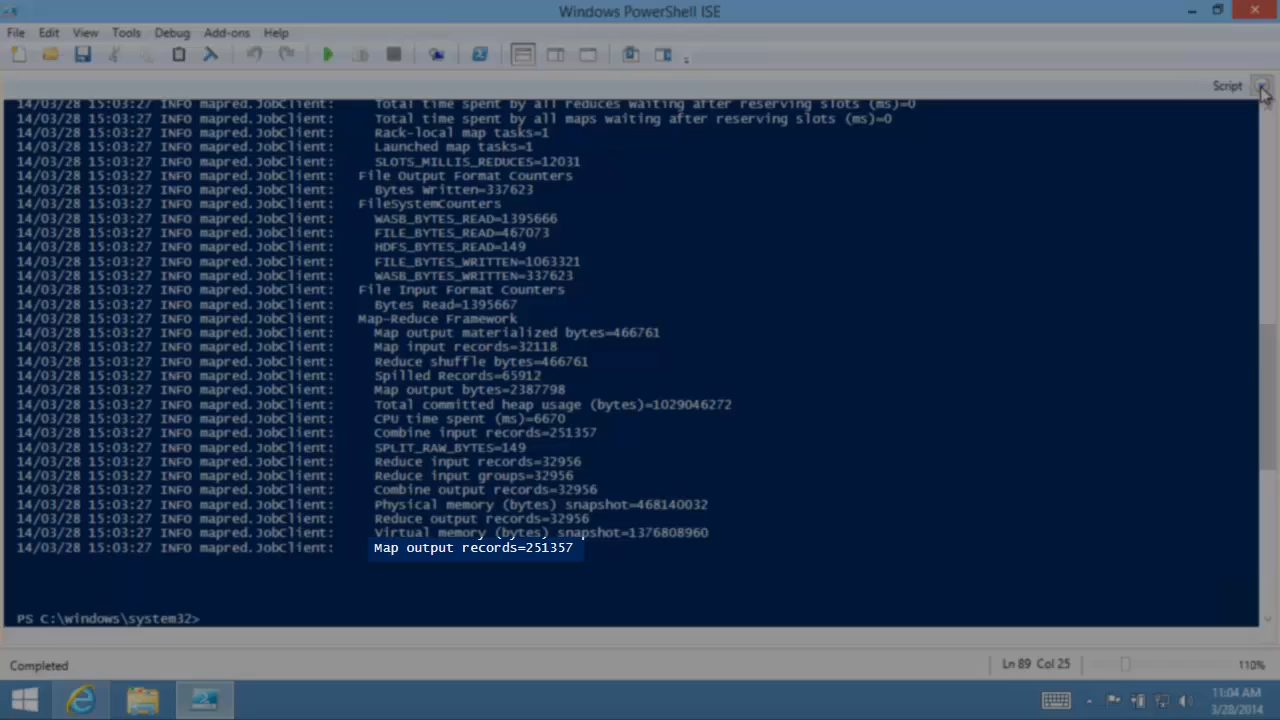 Windows PowerShell ISE
File Edit View Tools Debug Add-ons Help
Script
14/03/28 15:03:27 INFO mapred.JobClient: Total time spent by all reduces waiting after reserving slots (ms)=0
14/03/28 15:03:27 INFO mapred.JobClient: Total time spent by all maps waiting after reserving slots (ms)=0
14/03/28 15:03:27 INFO mapred.JobClient: Rack-local map tasks=1
14/03/28 15:03:27 INFO mapred.JobClient: Launched map tasks=1
14/03/28 15:03:27 INFO mapred.JobClient: SLOTS_MILLIS_REDUCES=12031
14/03/28 15:03:27 INFO mapred.JobClient: File Output Format Counters
14/03/28 15:03:27 INFO mapred.JobClient: Bytes Written=337623
14/03/28 15:03:27 INFO mapred.JobClient: FileSystemCounters
14/03/28 15:03:27 INFO mapred.JobClient: WASB_BYTES_READ=1395666
14/03/28 15:03:27 INFO mapred.JobClient: FILE_BYTES_READ=467073
14/03/28 15:03:27 INFO mapred.JobClient: HDFS_BYTES_READ=149
14/03/28 15:03:27 INFO mapred.JobClient: FILE_BYTES_WRITTEN=1063321
14/03/28 15:03:27 INFO mapred.JobClient: WASB_BYTES_WRITTEN=337623
14/03/28 15:03:27 INFO mapred.JobClient: File Input Format Counters
14/03/28 15:03:27 INFO mapred.JobClient: Bytes Read=1395667
14/03/28 15:03:27 INFO mapred.JobClient: Map-Reduce Framework
14/03/28 15:03:27 INFO mapred.JobClient: Map output materialized bytes=466761
14/03/28 15:03:27 INFO mapred.JobClient: Map input records=32118
14/03/28 15:03:27 INFO mapred.JobClient: Reduce shuffle bytes=466761
14/03/28 15:03:27 INFO mapred.JobClient: Spilled Records=65912
14/03/28 15:03:27 INFO mapred.JobClient: Map output bytes=2387798
14/03/28 15:03:27 INFO mapred.JobClient: Total committed heap usage (bytes)=1029046272
14/03/28 15:03:27 INFO mapred.JobClient: CPU time spent (ms)=6670
14/03/28 15:03:27 INFO mapred.JobClient: Combine input records=251357
14/03/28 15:03:27 INFO mapred.JobClient: SPLIT_RAW_BYTES=149
14/03/28 15:03:27 INFO mapred.JobClient: Reduce input records=32956
14/03/28 15:03:27 INFO mapred.JobClient: Reduce input groups=32956
14/03/28 15:03:27 INFO mapred.JobClient: Combine output records=32956
14/03/28 15:03:27 INFO mapred.JobClient: Physical memory (bytes) snapshot=468140032
14/03/28 15:03:27 INFO mapred.JobClient: Reduce output records=32956
14/03/28 15:03:27 INFO mapred.JobClient: Virtual memory (bytes) snapshot=1376808960
14/03/28 15:03:27 INFO mapred.JobClient: Map output records=251357
PS C:\windows\system32>
Completed Ln 89 Col 25 110%
11:04 AM
3/28/2014